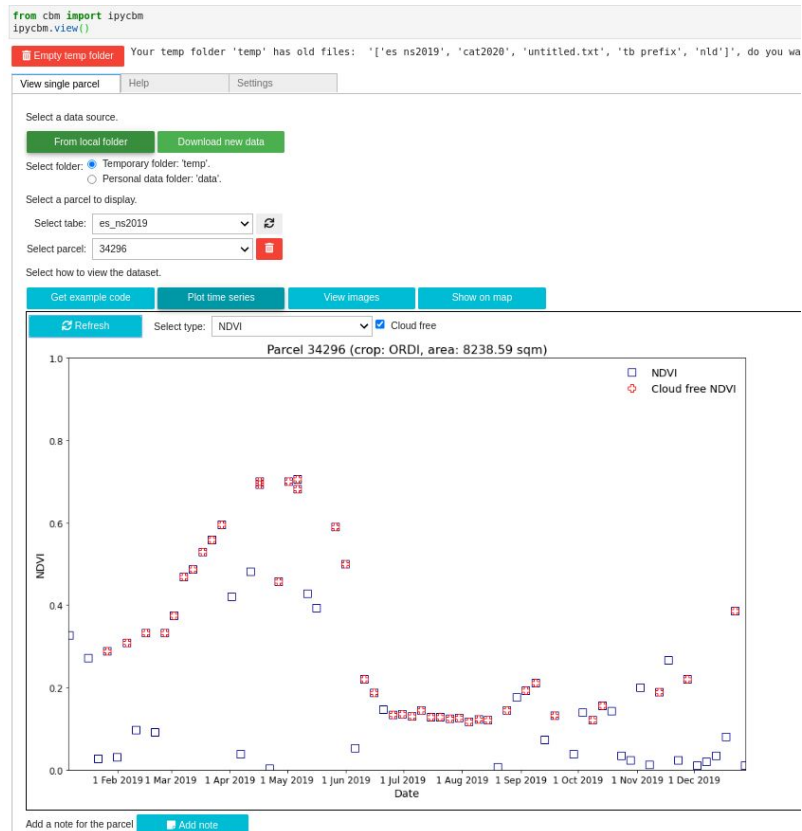 from cbm import ipycbm
ipycbm.view()
Empty temp folder Your temp folder 'temp' has old files: '['es ns2019', 'cat2020', 'untitled.txt', 'tb prefix', 'nld']', do you wa
View single parcel Help Settings
Select a data source.
From local folder Download new data
Select folder: Temporary folder: 'temp'.
Personal data folder: 'data'.
Select a parcel to display.
Select tabe: es_ns2019
Select parcel: 34296
Select how to view the dataset.
Get example code Plot time series View images Show on map
Refresh Select type: NDVI Cloud free
Parcel 34296 (crop: ORDI, area: 8238.59 sqm)
1.0
NDVI
Cloud free NDVI
0.8
0.6
NDVI
0.4
0.2
0.0
1 Feb 2019 1 Mar 2019 1 Apr 2019 1 May 2019 1 Jun 2019 1 Jul 2019 1 Aug 2019 1 Sep 2019 1 Oct 2019 1 Nov 2019 1 Dec 2019
Date
Add a note for the parcel Add note